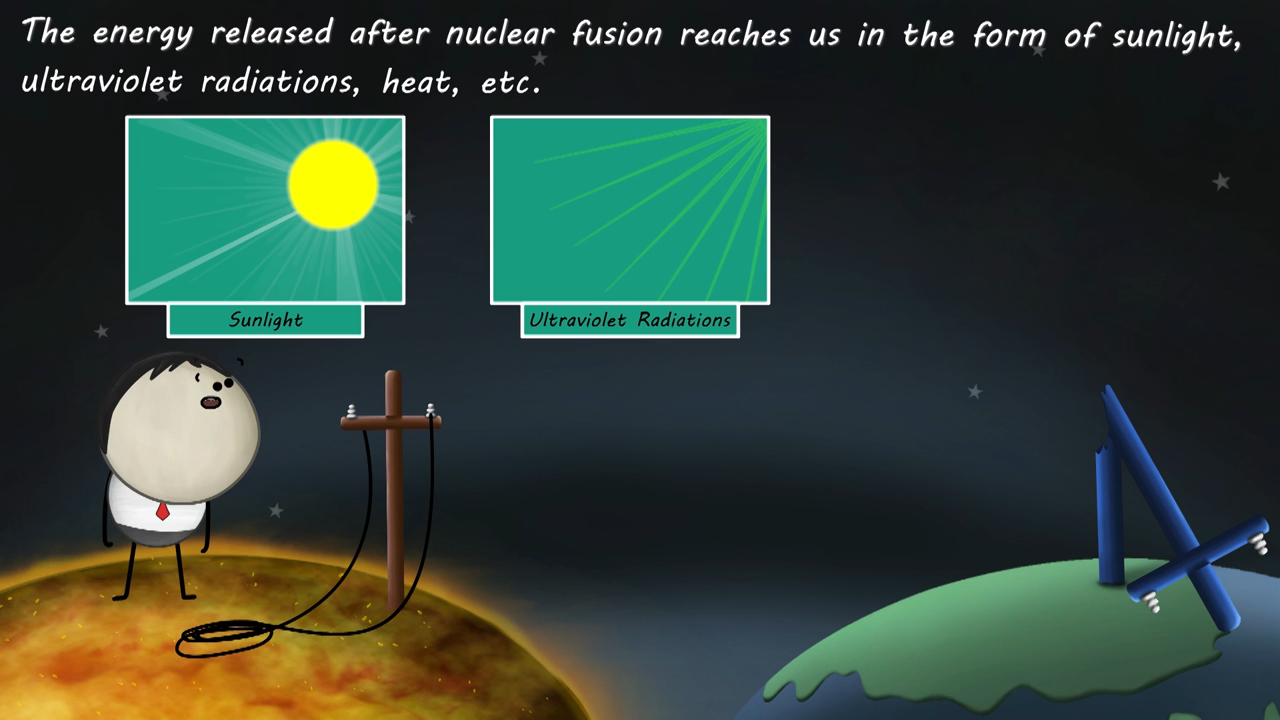 The energy released after nuclear fusion reaches us in the form of sunlight,
ultraviolet radiations, heat, etc.
Sunlight
Ultraviolet Radiations